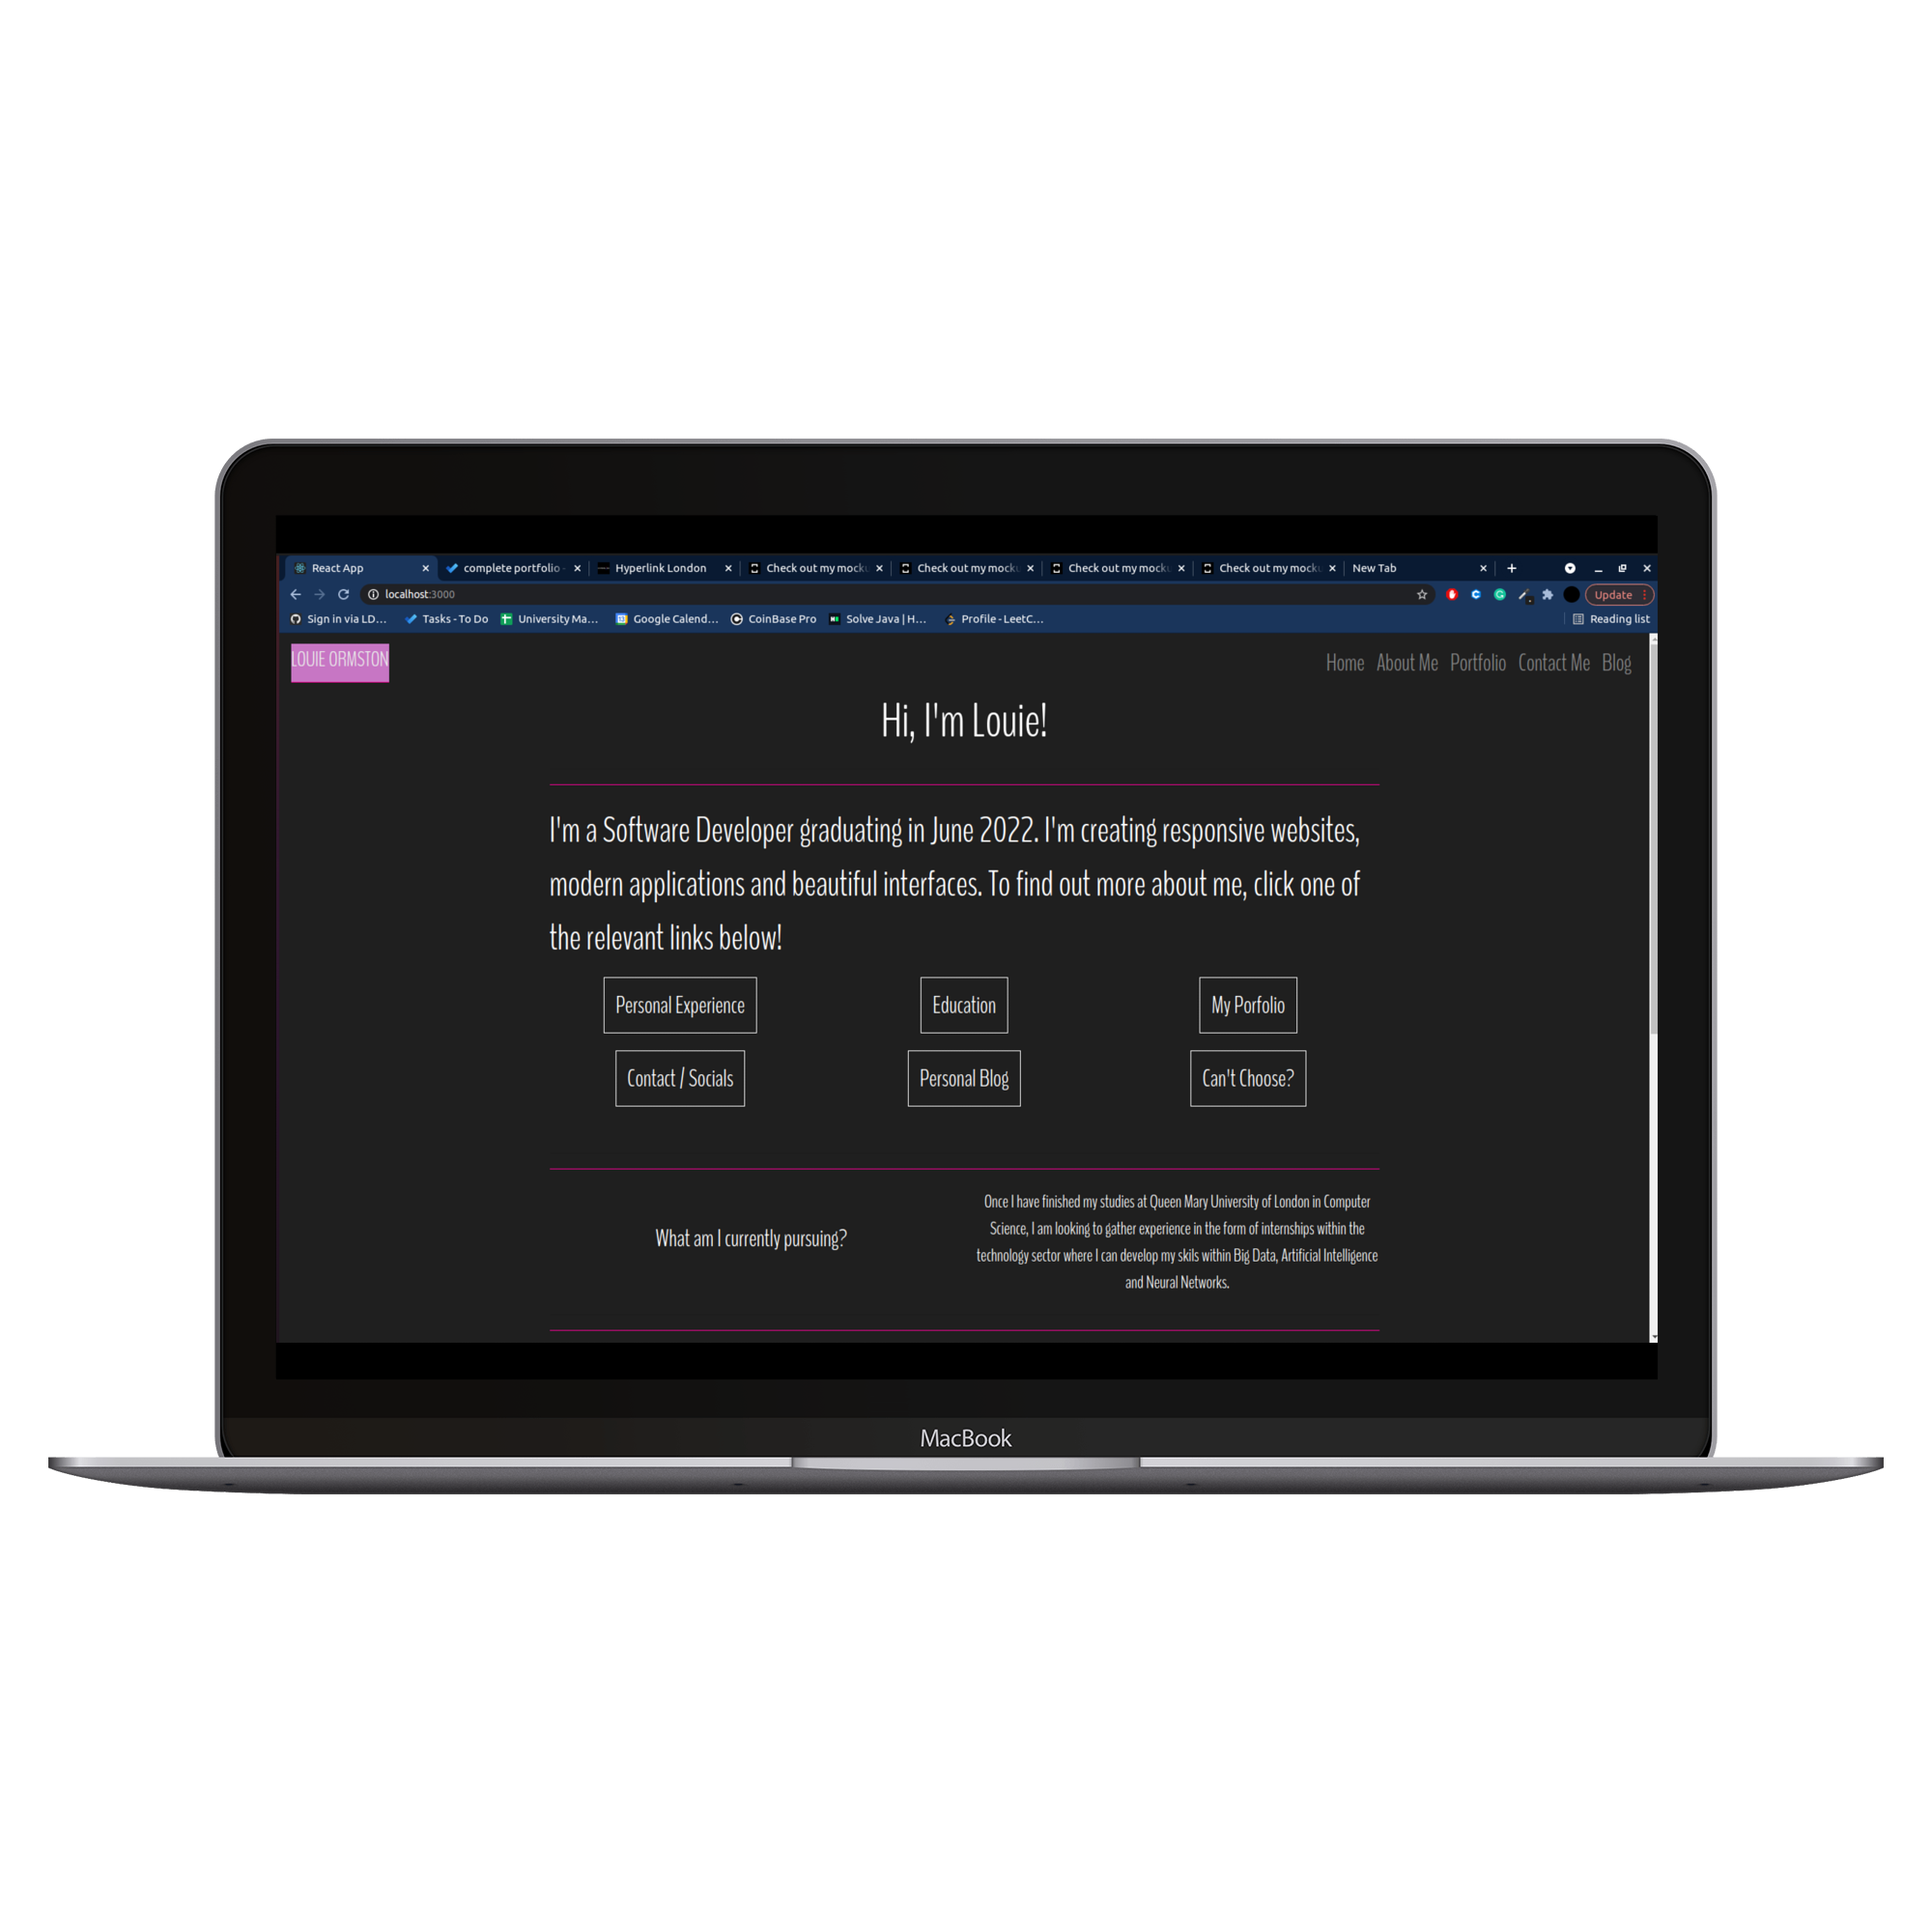 React App
complete portfolio -
Hyperlink London
Check out my mocku
Check out my mocku
Check out my mocku
Check out my mocku
New Tab
localhost:3000
Update
Sign in via LD...
Tasks - To Do
University Ma...
Google Calend...
CoinBase Pro
Solve Java | H...
Profile - LeetC...
Reading list
LOUIE ORMSTON
Home About Me Portfolio Contact Me Blog
Hi, I'm Louie!
I'm a Software Developer graduating in June 2022. I'm creating responsive websites,
modern applications and beautiful interfaces. To find out more about me, click one of
the relevant links below!
Personal Experience
Education
My Porfolio
Contact / Socials
Personal Blog
Can't Choose?
What am I currently pursuing?
Once I have finished my studies at Queen Mary University of London in Computer
Science, I am looking to gather experience in the form of internships within the
technology sector where I can develop my skils within Big Data, Artificial Intelligence
and Neural Networks.
MacBook